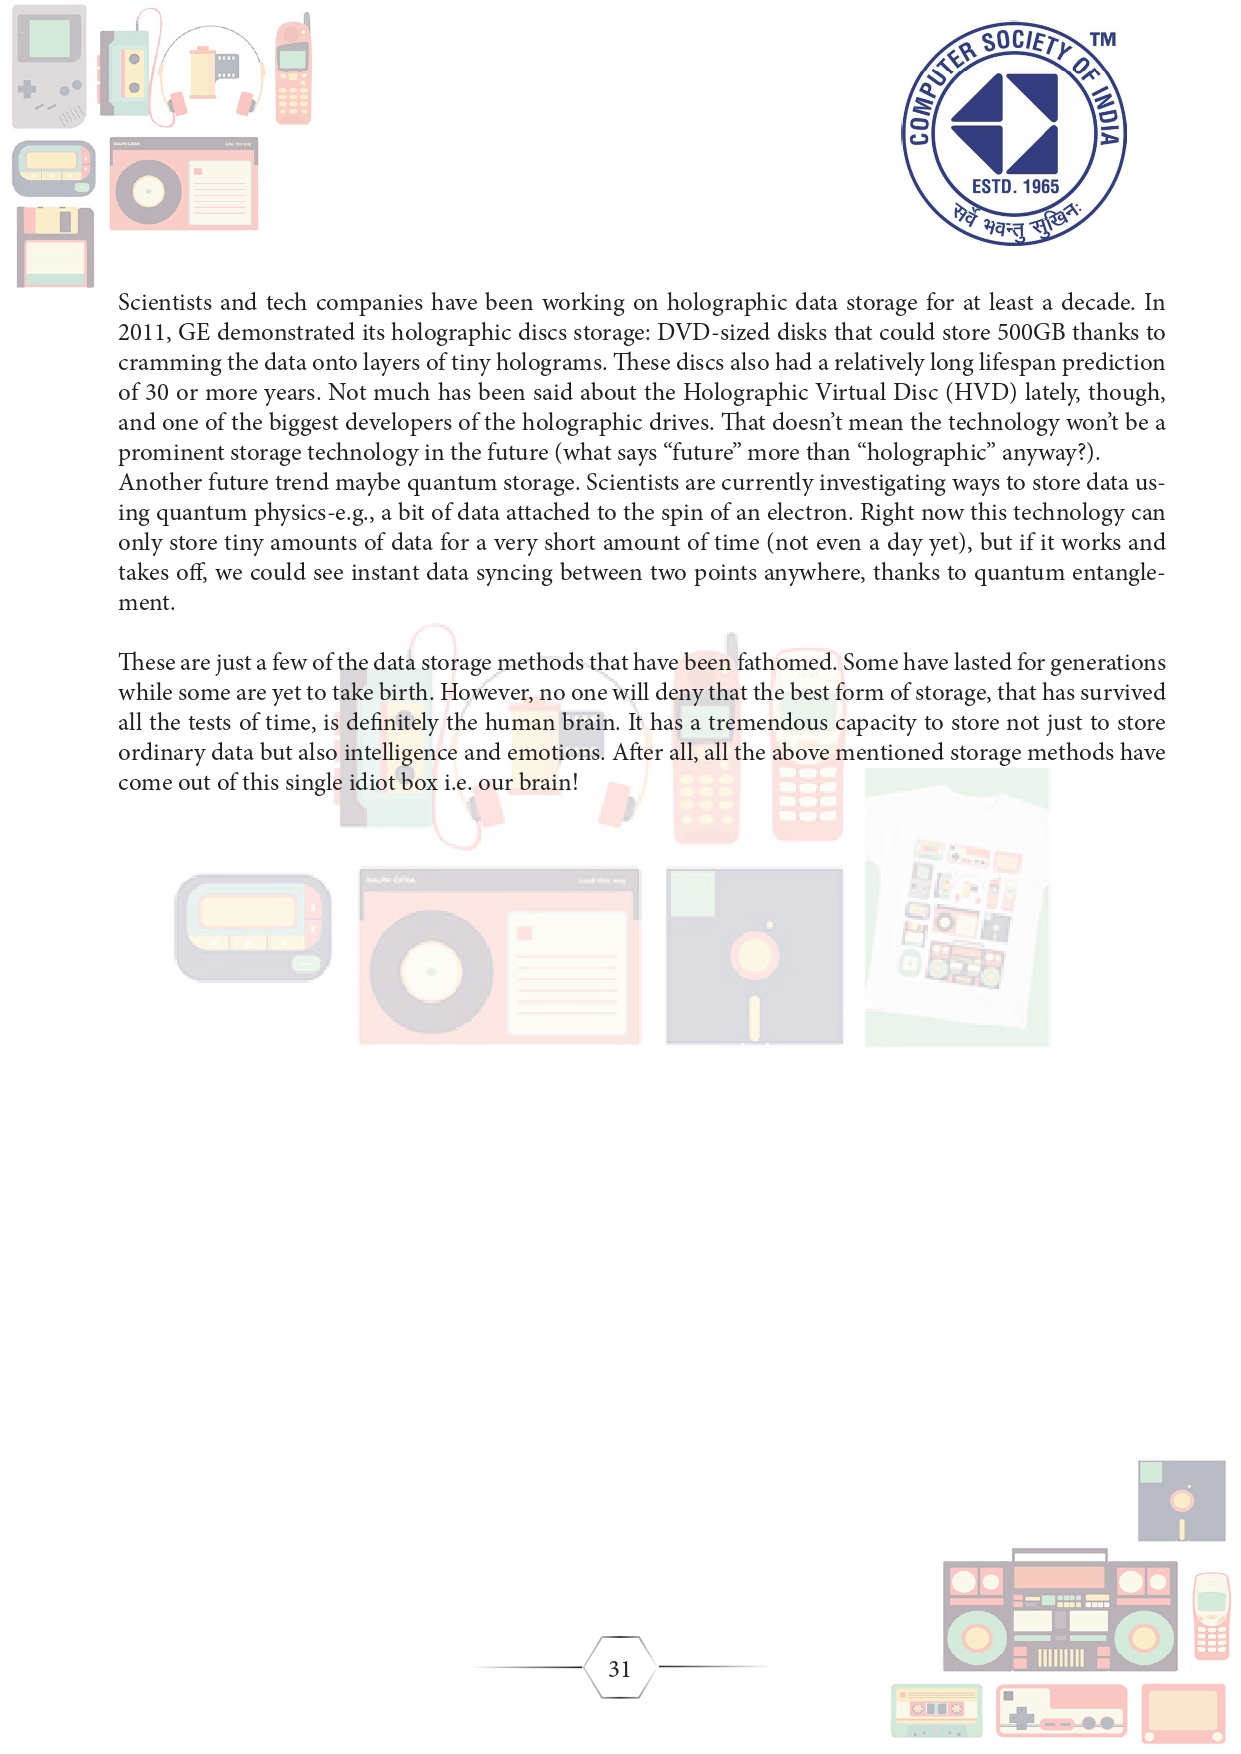 COMPUTER SOCIETY OF INDIA
TM
ESTD. 1965
सर्वे भवन्तु सुखिनः
Scientists and tech companies have been working on holographic data storage for at least a decade. In
2011, GE demonstrated its holographic discs storage: DVD-sized disks that could store 500GB thanks to
cramming the data onto layers of tiny holograms. These discs also had a relatively long lifespan prediction
of 30 or more years. Not much has been said about the Holographic Virtual Disc (HVD) lately, though,
and one of the biggest developers of the holographic drives. That doesn’t mean the technology won’t be a
prominent storage technology in the future (what says “future” more than “holographic” anyway?).
Another future trend maybe quantum storage. Scientists are currently investigating ways to store data us-
ing quantum physics-e.g., a bit of data attached to the spin of an electron. Right now this technology can
only store tiny amounts of data for a very short amount of time (not even a day yet), but if it works and
takes off, we could see instant data syncing between two points anywhere, thanks to quantum entangle-
ment.
These are just a few of the data storage methods that have been fathomed. Some have lasted for generations
while some are yet to take birth. However, no one will deny that the best form of storage, that has survived
all the tests of time, is definitely the human brain. It has a tremendous capacity to store not just to store
ordinary data but also intelligence and emotions. After all, all the above mentioned storage methods have
come out of this single idiot box i.e. our brain!
31